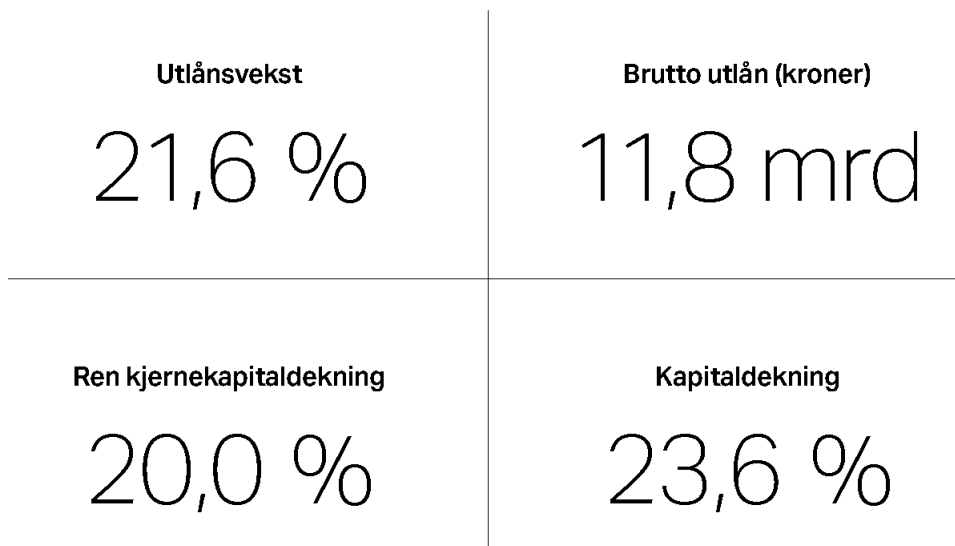 Utlånsvekst
21,6 %
Brutto utlån (kroner)
11,8 mrd
Ren kjernekapitaldekning
20,0 %
Kapitaldekning
23,6 %